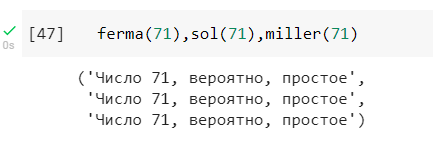 [47] ferma(71),sol(71),miller(71)
0s
('Число 71, вероятно, простое',
'Число 71, вероятно, простое',
'Число 71, вероятно, простое')